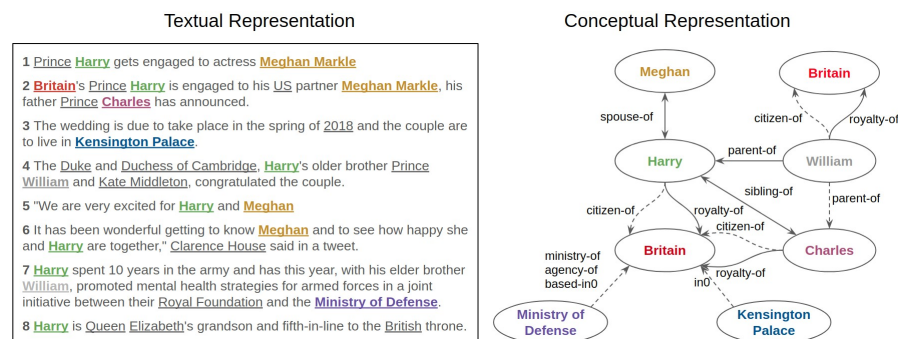 Textual Representation
Conceptual Representation
1 Prince Harry gets engaged to actress Meghan Markle
2 Britain's Prince Harry is engaged to his US partner Meghan Markle, his
father Prince Charles has announced.
3 The wedding is due to take place in the spring of 2018 and the couple are
to live in Kensington Palace.
4 The Duke and Duchess of Cambridge, Harry's older brother Prince
William and Kate Middleton, congratulated the couple.
5 "We are very excited for Harry and Meghan
6 It has been wonderful getting to know Meghan and to see how happy she
and Harry are together," Clarence House said in a tweet.
7 Harry spent 10 years in the army and has this year, with his elder brother
William, promoted mental health strategies for armed forces in a joint
initiative between their Royal Foundation and the Ministry of Defense.
8 Harry is Queen Elizabeth's grandson and fifth-in-line to the British throne.
Meghan
Britain
spouse-of
citizen-of
royalty-of
Harry
parent-of
William
sibling-of
parent-of
citizen-of
royalty-of
citizen-of
Britain
Charles
ministry-of
agency-of
based-in0
royalty-of
in0
Ministry of
Defense
Kensington
Palace